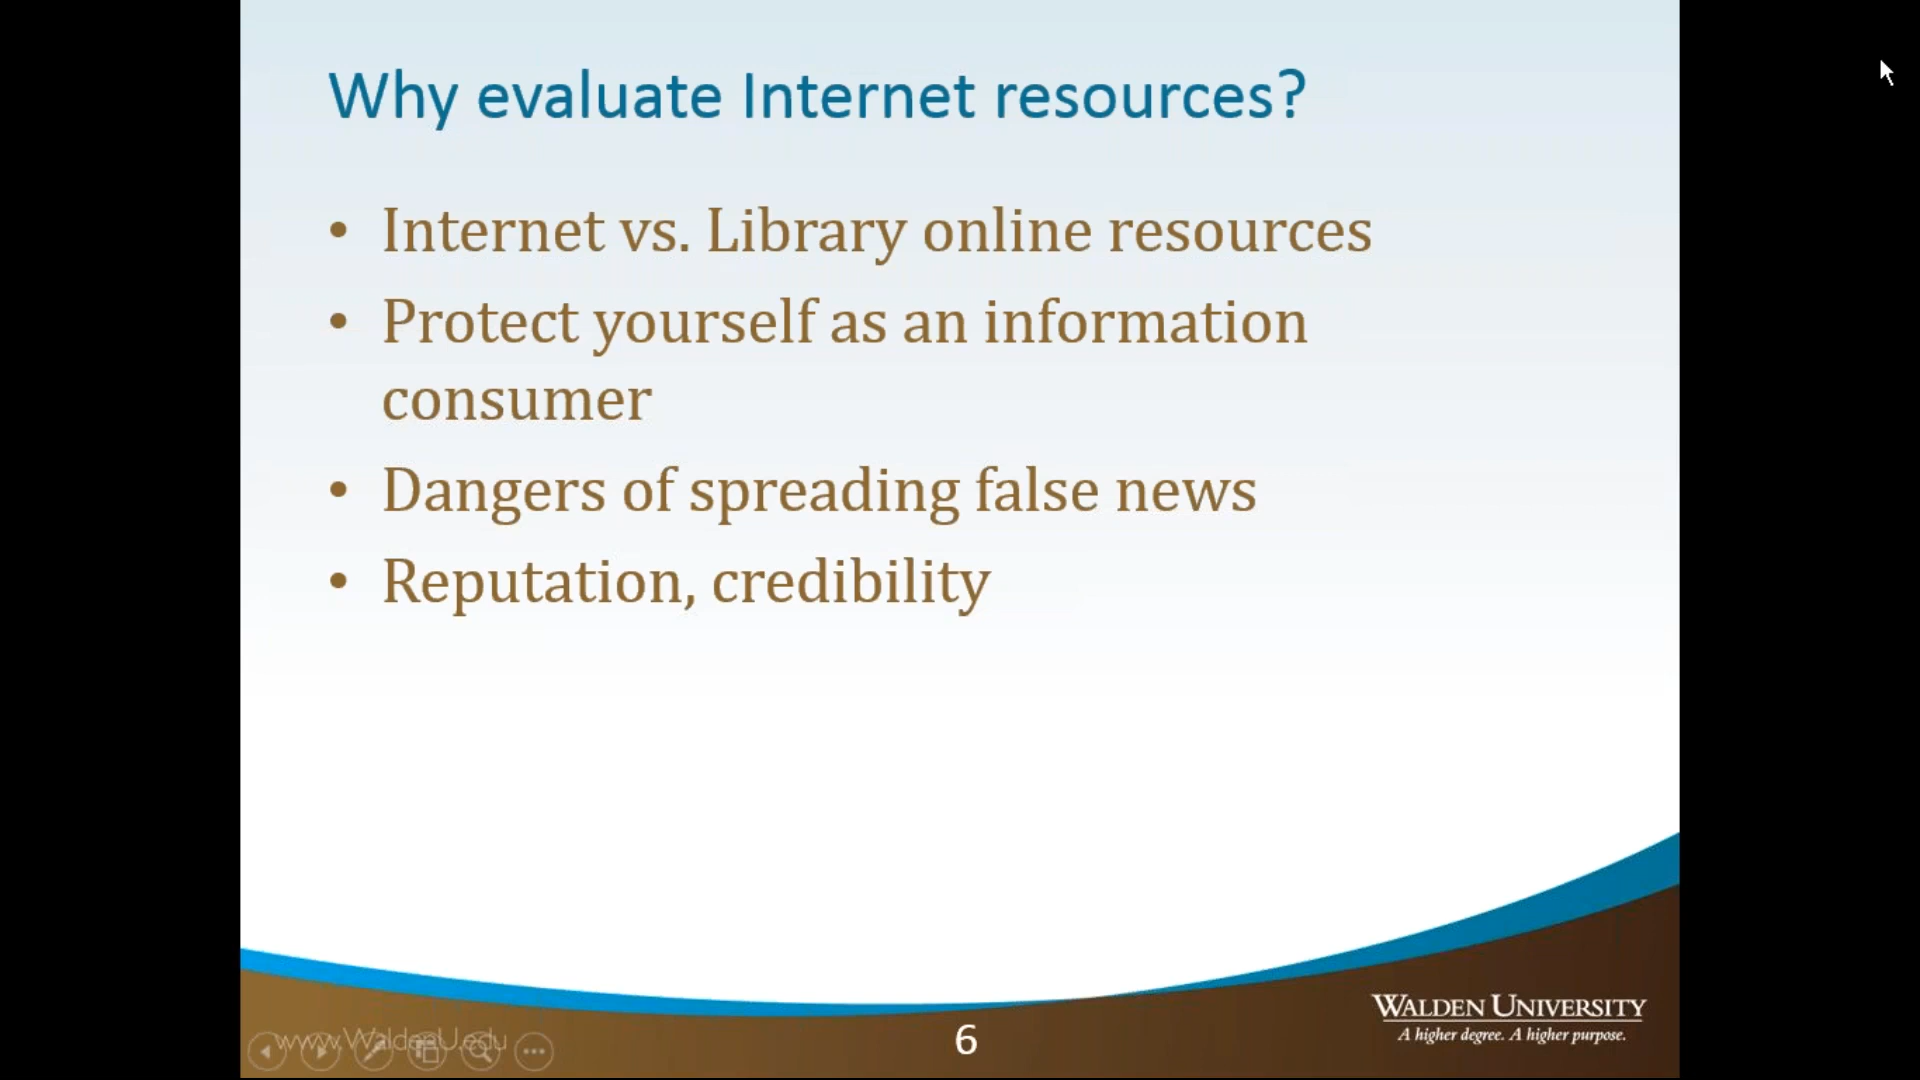 Why evaluate Internet resources?
• Internet vs. Library online resources
• Protect yourself as an information
consumer
• Dangers of spreading false news
• Reputation, credibility
WALDEN UNIVERSITY
A higher degree. A higher purpose.
www.WaldenU.edu
6